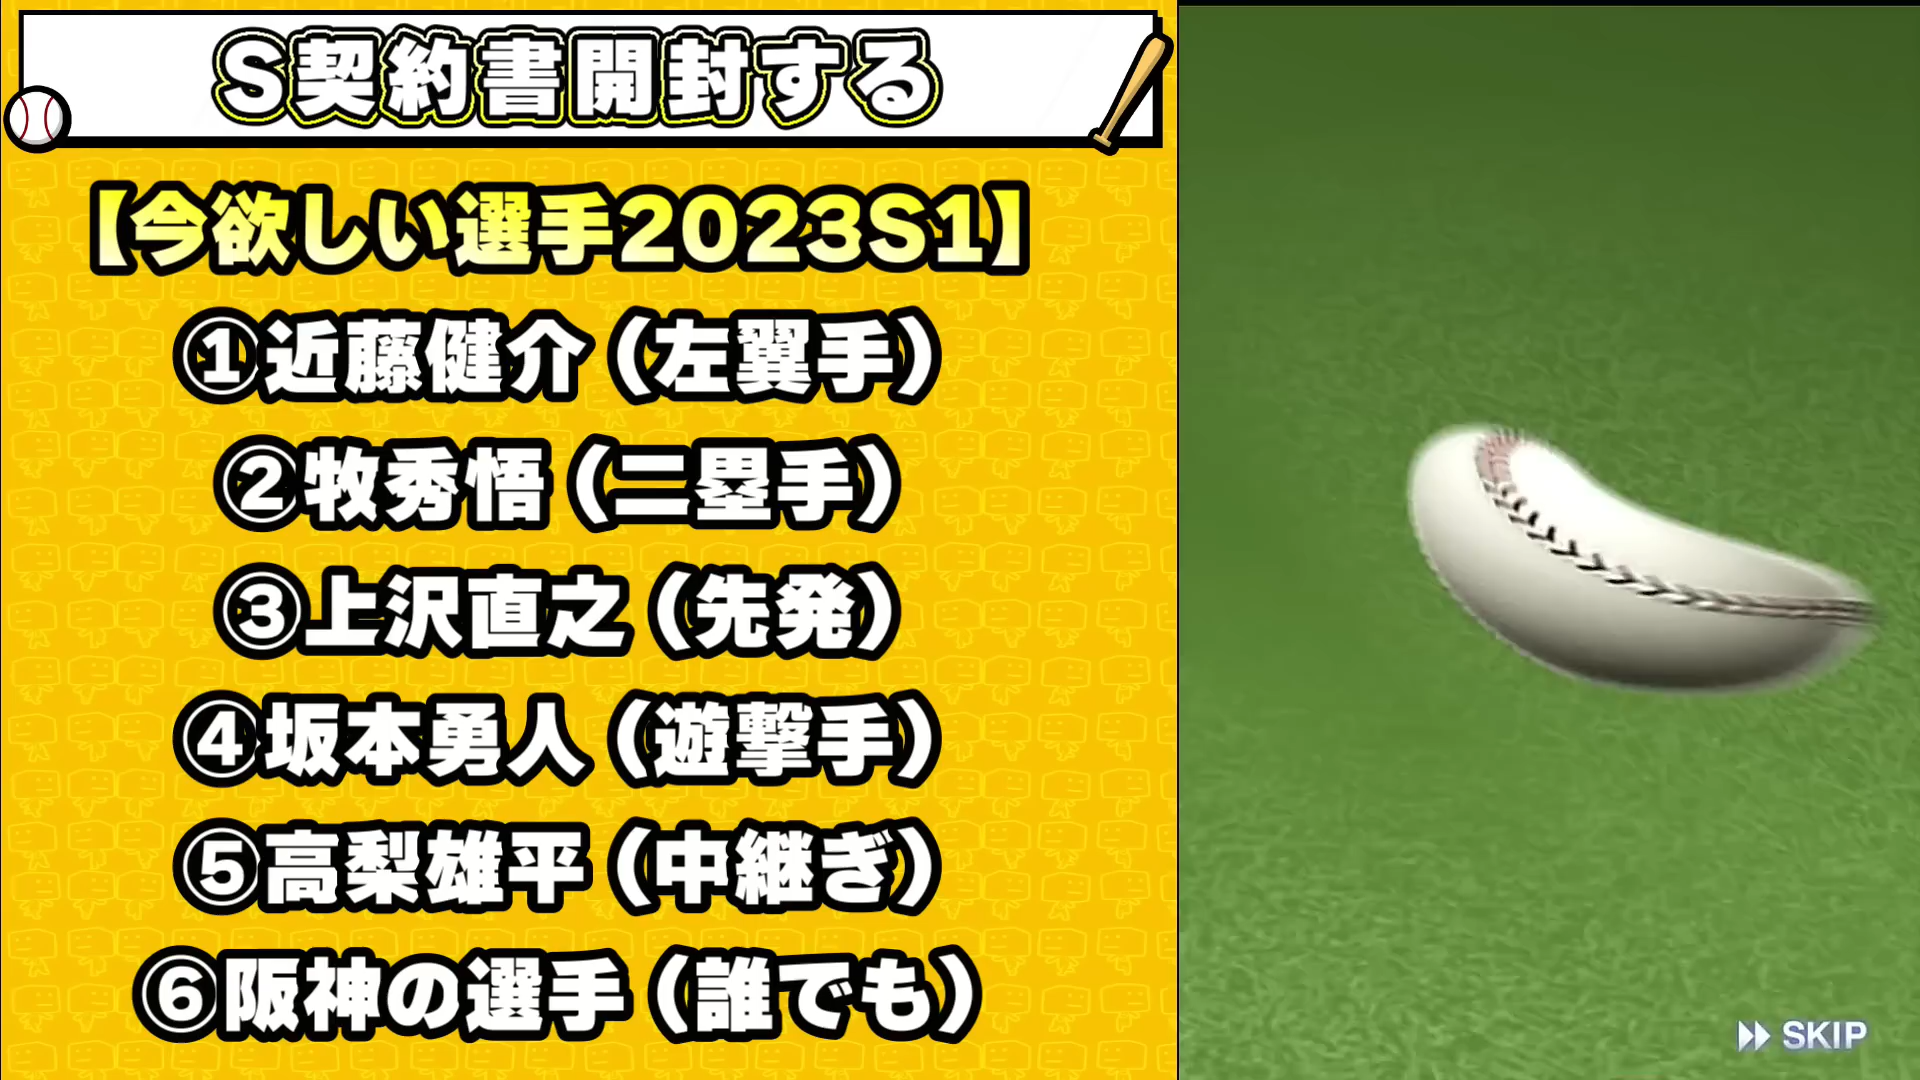 S契約書開封する
【今欲しい選手2023S1】
①近藤健介（左翼手）
②牧秀悟（二塁手）
③上沢直之（先発）
④坂本勇人（遊撃手）
⑤高梨雄平（中継ぎ）
⑥阪神の選手（誰でも）
SKIP